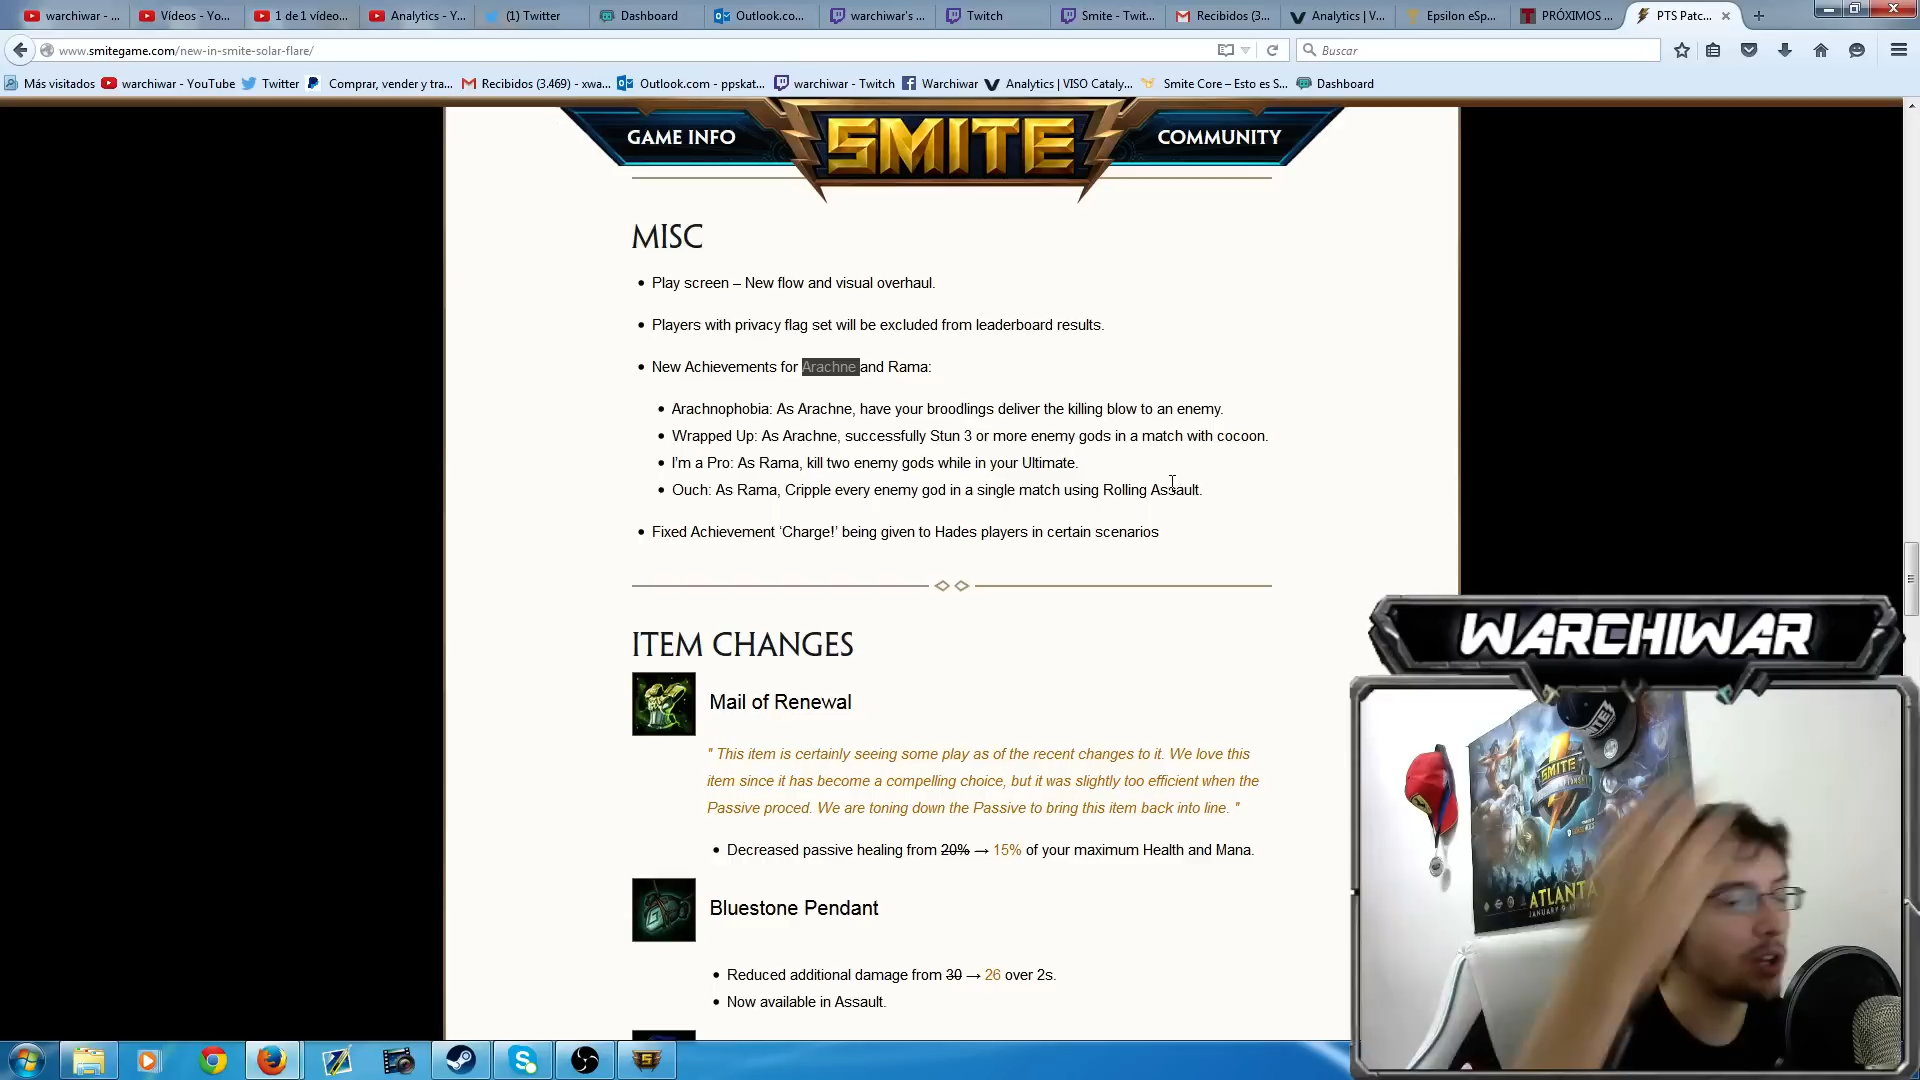 warchiwar - ...
Vídeos - Yo...
1 de 1 vídeo...
Analytics - Y...
(1) Twitter
Dashboard
Outlook.co...
warchiwar's ...
Twitch
Smite - Twit...
Recibidos (3...
Analytics | V...
Epsilon eSp...
PRÓXIMOS ...
PTS Patc...
www.smitegame.com/new-in-smite-solar-flare/
Buscar
Más visitados
warchiwar - YouTube
Twitter
Comprar, vender y tra...
Recibidos (3.469) - xwa...
Outlook.com - ppskat...
warchiwar - Twitch
Warchiwar
Analytics | VISO Cataly...
Smite Core – Esto es S...
Dashboard
GAME INFO
SMITE
COMMUNITY
MISC
• Play screen – New flow and visual overhaul.
• Players with privacy flag set will be excluded from leaderboard results.
• New Achievements for Arachne and Rama:
• Arachnophobia: As Arachne, have your broodlings deliver the killing blow to an enemy.
• Wrapped Up: As Arachne, successfully Stun 3 or more enemy gods in a match with cocoon.
• I'm a Pro: As Rama, kill two enemy gods while in your Ultimate.
• Ouch: As Rama, Cripple every enemy god in a single match using Rolling Assault.
• Fixed Achievement ‘Charge!’ being given to Hades players in certain scenarios
ITEM CHANGES
Mail of Renewal
" This item is certainly seeing some play as of the recent changes to it. We love this
item since it has become a compelling choice, but it was slightly too efficient when the
Passive proced. We are toning down the Passive to bring this item back into line. "
• Decreased passive healing from 20% → 15% of your maximum Health and Mana.
Bluestone Pendant
• Reduced additional damage from 30 → 26 over 2s.
• Now available in Assault.
WARCHIWAR
SMITE
ATLANTA